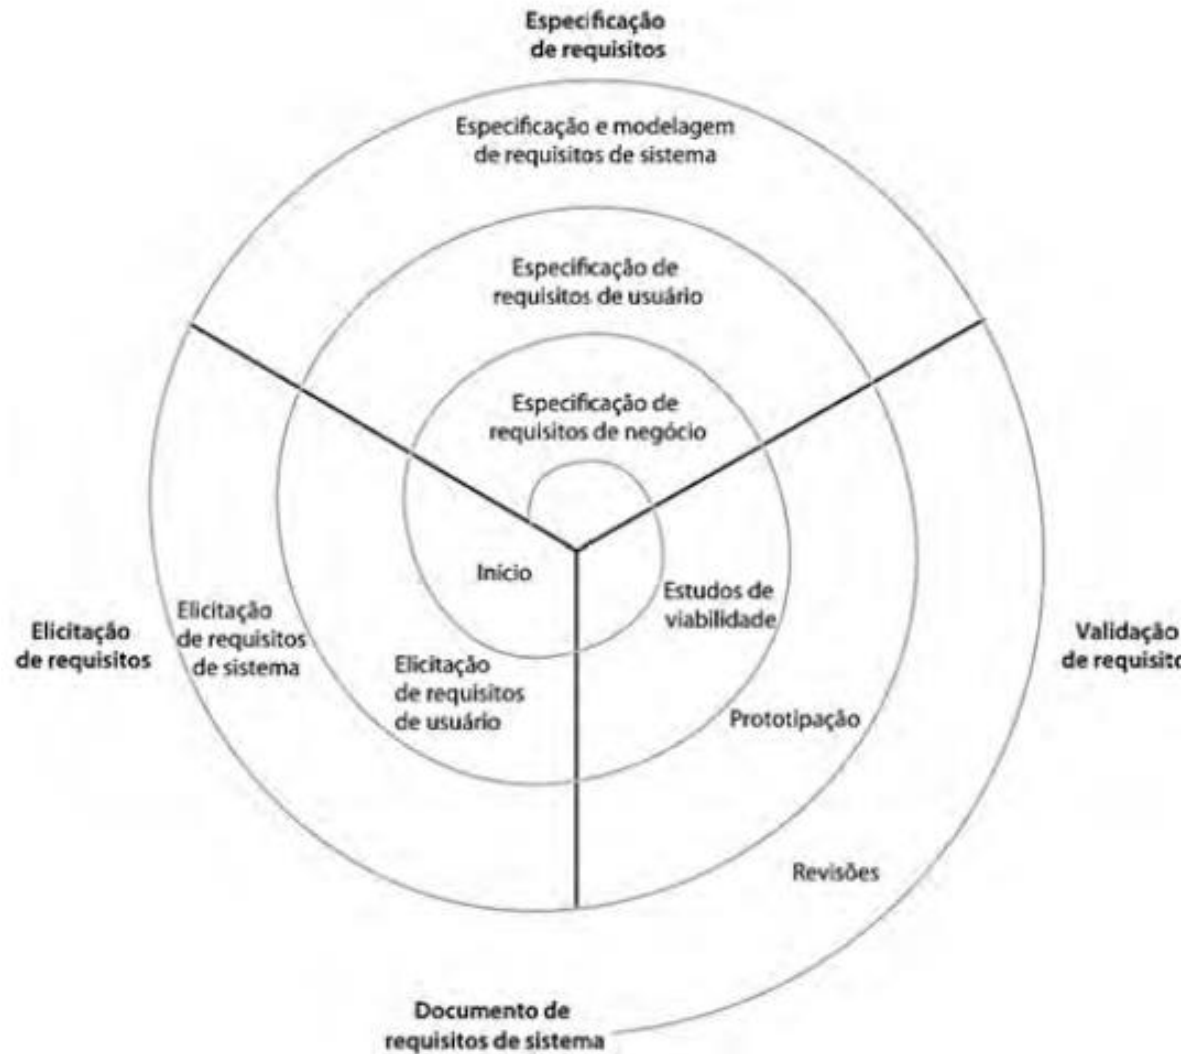 Especificação
de requisitos
Especificação e modelagem
de requisitos de sistema
Especificação de
requisitos de usuário
Especificação de
requisitos de negócio
Início
Estudos de
viabilidade
Elicitação
de requisitos
Elicitação
de requisitos
de sistema
Elicitação
de requisitos
de usuário
Validação
de requisito
Prototipação
Revisões
Documento de
requisitos de sistema